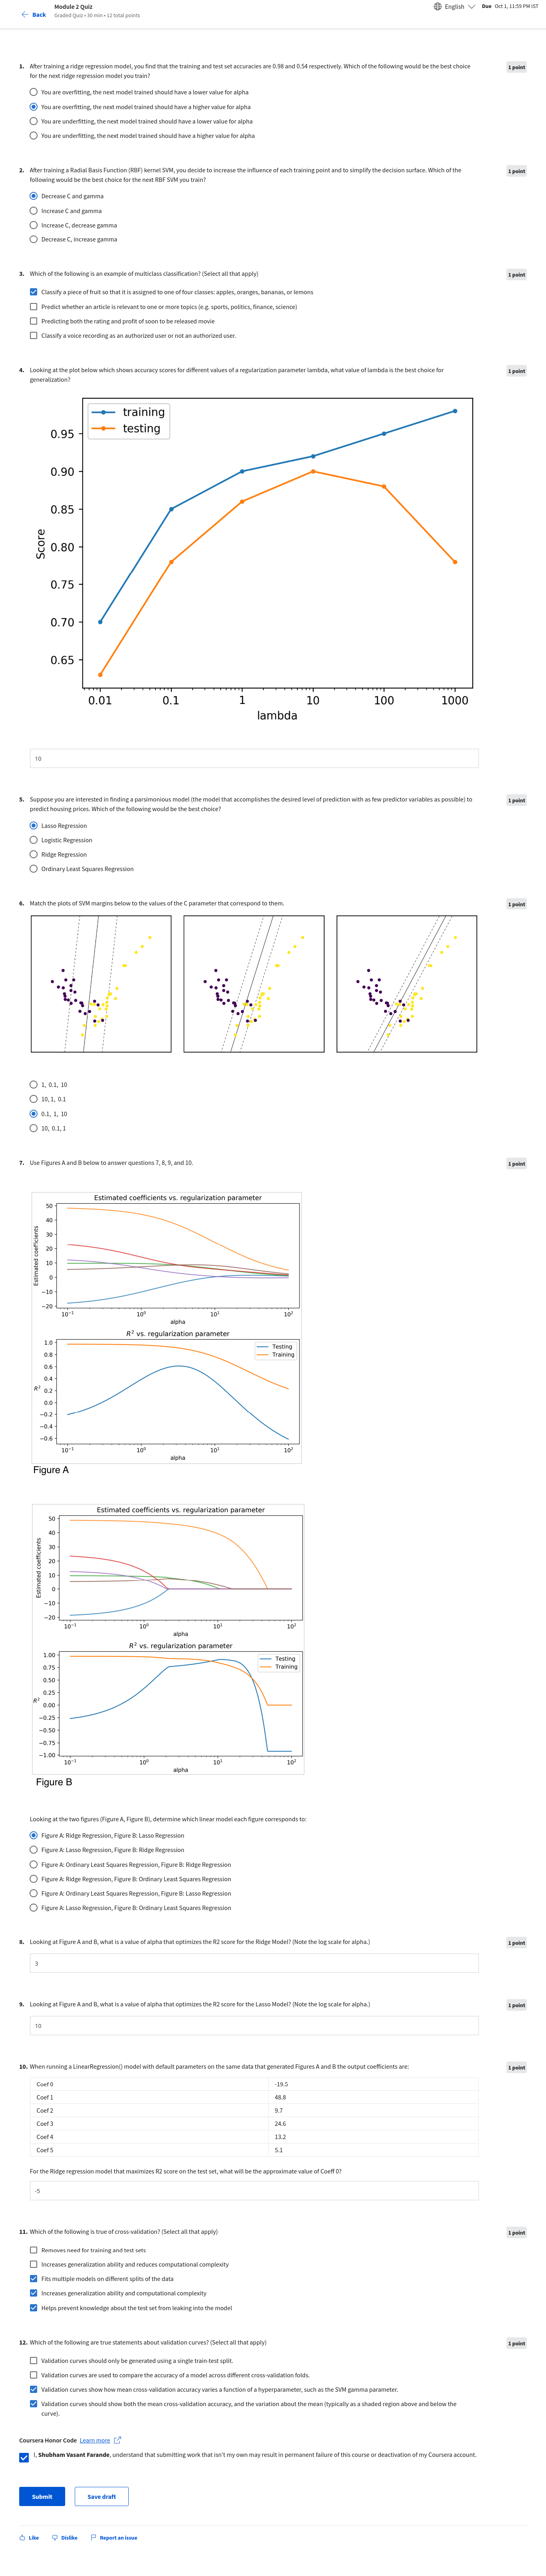 Back
Module 2 Quiz
Graded Quiz • 30 min • 12 total points
English
Due Oct 1, 11:59 PM IST
1. After training a ridge regression model, you find that the training and test set accuracies are 0.98 and 0.54 respectively. Which of the following would be the best choice
for the next ridge regression model you train?
1 point
You are overfitting, the next model trained should have a lower value for alpha
You are overfitting, the next model trained should have a higher value for alpha
You are underfitting, the next model trained should have a lower value for alpha
You are underfitting, the next model trained should have a higher value for alpha
2. After training a Radial Basis Function (RBF) kernel SVM, you decide to increase the influence of each training point and to simplify the decision surface. Which of the
following would be the best choice for the next RBF SVM you train?
1 point
Decrease C and gamma
Increase C and gamma
Increase C, decrease gamma
Decrease C, increase gamma
3. Which of the following is an example of multiclass classification? (Select all that apply)
1 point
Classify a piece of fruit so that it is assigned to one of four classes: apples, oranges, bananas, or lemons
Predict whether an article is relevant to one or more topics (e.g. sports, politics, finance, science)
Predicting both the rating and profit of soon to be released movie
Classify a voice recording as an authorized user or not an authorized user.
4. Looking at the plot below which shows accuracy scores for different values of a regularization parameter lambda, what value of lambda is the best choice for
generalization?
1 point
training
testing
0.95
0.90
0.85
0.80
0.75
0.70
0.65
Score
0.01 0.1 1 10 100 1000
lambda
10
5. Suppose you are interested in finding a parsimonious model (the model that accomplishes the desired level of prediction with as few predictor variables as possible) to
predict housing prices. Which of the following would be the best choice?
1 point
Lasso Regression
Logistic Regression
Ridge Regression
Ordinary Least Squares Regression
6. Match the plots of SVM margins below to the values of the C parameter that correspond to them.
1 point
1, 0.1, 10
10, 1, 0.1
0.1, 1, 10
10, 0.1, 1
7. Use Figures A and B below to answer questions 7, 8, 9, and 10.
1 point
Estimated coefficients vs. regularization parameter
50
40
30
20
10
0
−10
−20
Estimated coefficients
10⁻¹ 10⁰ 10¹ 10²
alpha
R² vs. regularization parameter
Testing
Training
1.0
0.8
0.6
0.4
0.2
0.0
−0.2
−0.4
−0.6
R²
10⁻¹ 10⁰ 10¹ 10²
alpha
Figure A
Estimated coefficients vs. regularization parameter
50
40
30
20
10
0
−10
−20
Estimated coefficients
10⁻¹ 10⁰ 10¹ 10²
alpha
R² vs. regularization parameter
Testing
Training
1.00
0.75
0.50
0.25
0.00
−0.25
−0.50
−0.75
−1.00
R²
10⁻¹ 10⁰ 10¹ 10²
alpha
Figure B
Looking at the two figures (Figure A, Figure B), determine which linear model each figure corresponds to:
Figure A: Ridge Regression, Figure B: Lasso Regression
Figure A: Lasso Regression, Figure B: Ridge Regression
Figure A: Ordinary Least Squares Regression, Figure B: Ridge Regression
Figure A: Ridge Regression, Figure B: Ordinary Least Squares Regression
Figure A: Ordinary Least Squares Regression, Figure B: Lasso Regression
Figure A: Lasso Regression, Figure B: Ordinary Least Squares Regression
8. Looking at Figure A and B, what is a value of alpha that optimizes the R2 score for the Ridge Model? (Note the log scale for alpha.)
1 point
3
9. Looking at Figure A and B, what is a value of alpha that optimizes the R2 score for the Lasso Model? (Note the log scale for alpha.)
1 point
10
10. When running a LinearRegression() model with default parameters on the same data that generated Figures A and B the output coefficients are:
1 point
Coef 0 -19.5
Coef 1 48.8
Coef 2 9.7
Coef 3 24.6
Coef 4 13.2
Coef 5 5.1
For the Ridge regression model that maximizes R2 score on the test set, what will be the approximate value of Coeff 0?
-5
11. Which of the following is true of cross-validation? (Select all that apply)
1 point
Removes need for training and test sets
Increases generalization ability and reduces computational complexity
Fits multiple models on different splits of the data
Increases generalization ability and computational complexity
Helps prevent knowledge about the test set from leaking into the model
12. Which of the following are true statements about validation curves? (Select all that apply)
1 point
Validation curves should only be generated using a single train-test split.
Validation curves are used to compare the accuracy of a model across different cross-validation folds.
Validation curves show how mean cross-validation accuracy varies a function of a hyperparameter, such as the SVM gamma parameter.
Validation curves should show both the mean cross-validation accuracy, and the variation about the mean (typically as a shaded region above and below the
curve).
Coursera Honor Code Learn more
I, Shubham Vasant Farande, understand that submitting work that isn't my own may result in permanent failure of this course or deactivation of my Coursera account.
Submit
Save draft
Like
Dislike
Report an issue